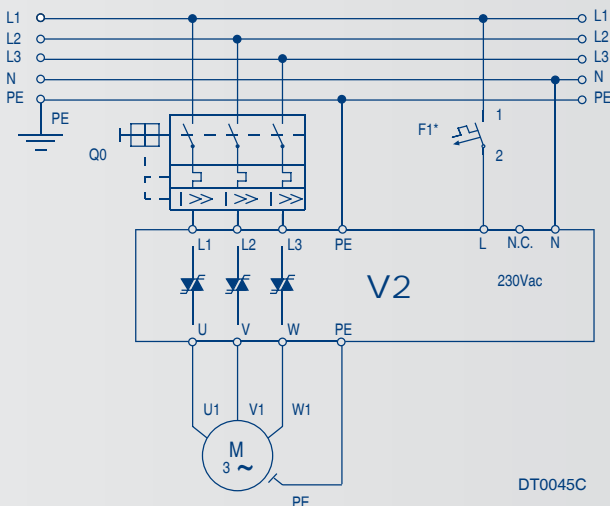 L1 L1
L2 L2
L3 L3
N N
PE PE
PE
Q0
F1*
1
2
I >> I >> I >>
L1 L2 L3 PE L N.C. N
V2
230Vac
U V W PE
U1 V1 W1
M
3 ~
PE
DT0045C